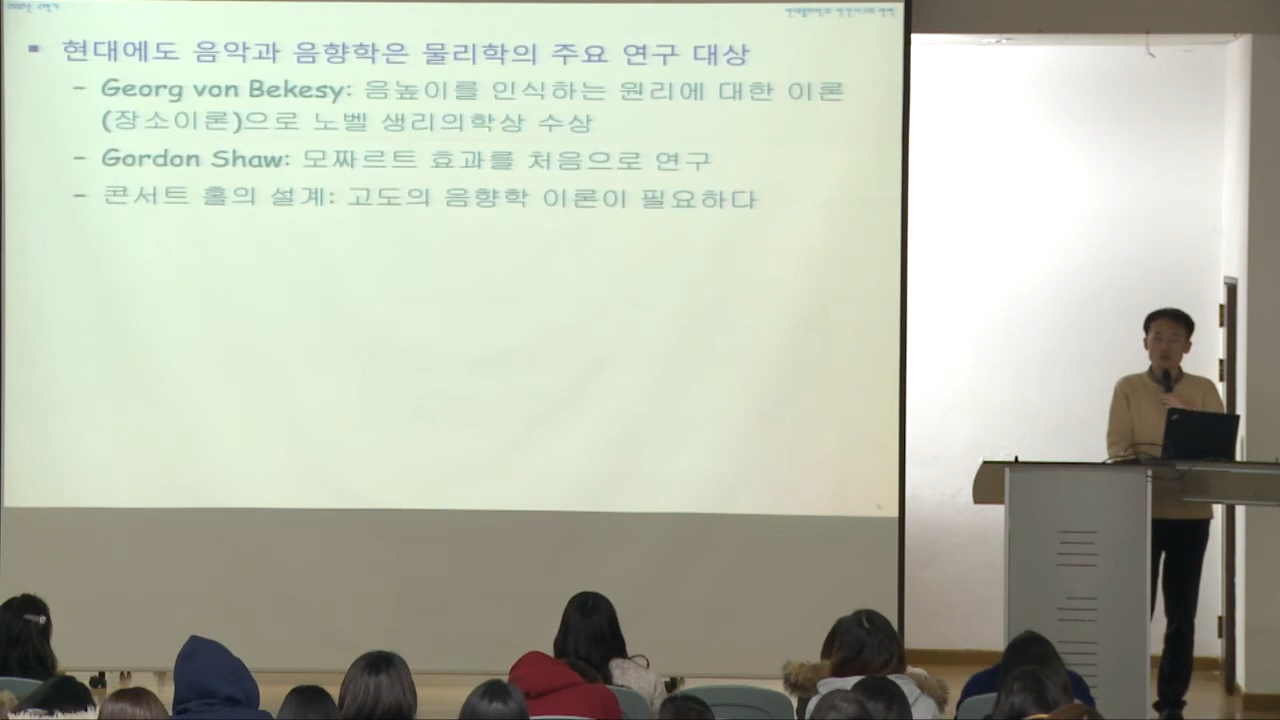 ▪ 현대에도 음악과 음향학은 물리학의 주요 연구 대상
– Georg von Bekesy: 음높이를 인식하는 원리에 대한 이론
(장소이론)으로 노벨 생리의학상 수상
– Gordon Shaw: 모짜르트 효과를 처음으로 연구
– 콘서트 홀의 설계: 고도의 음향학 이론이 필요하다